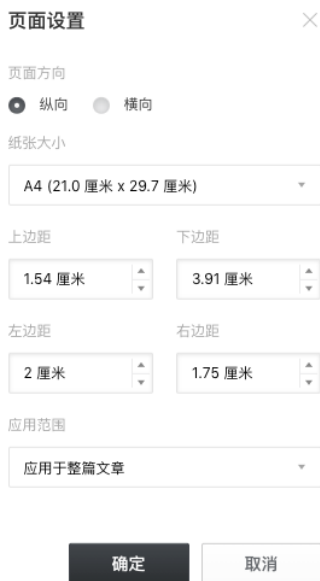 页面设置
页面方向
纵向 横向
纸张大小
A4 (21.0 厘米 x 29.7 厘米)
上边距 下边距
1.54 厘米 3.91 厘米
左边距 右边距
2 厘米 1.75 厘米
应用范围
应用于整篇文章
确定 取消